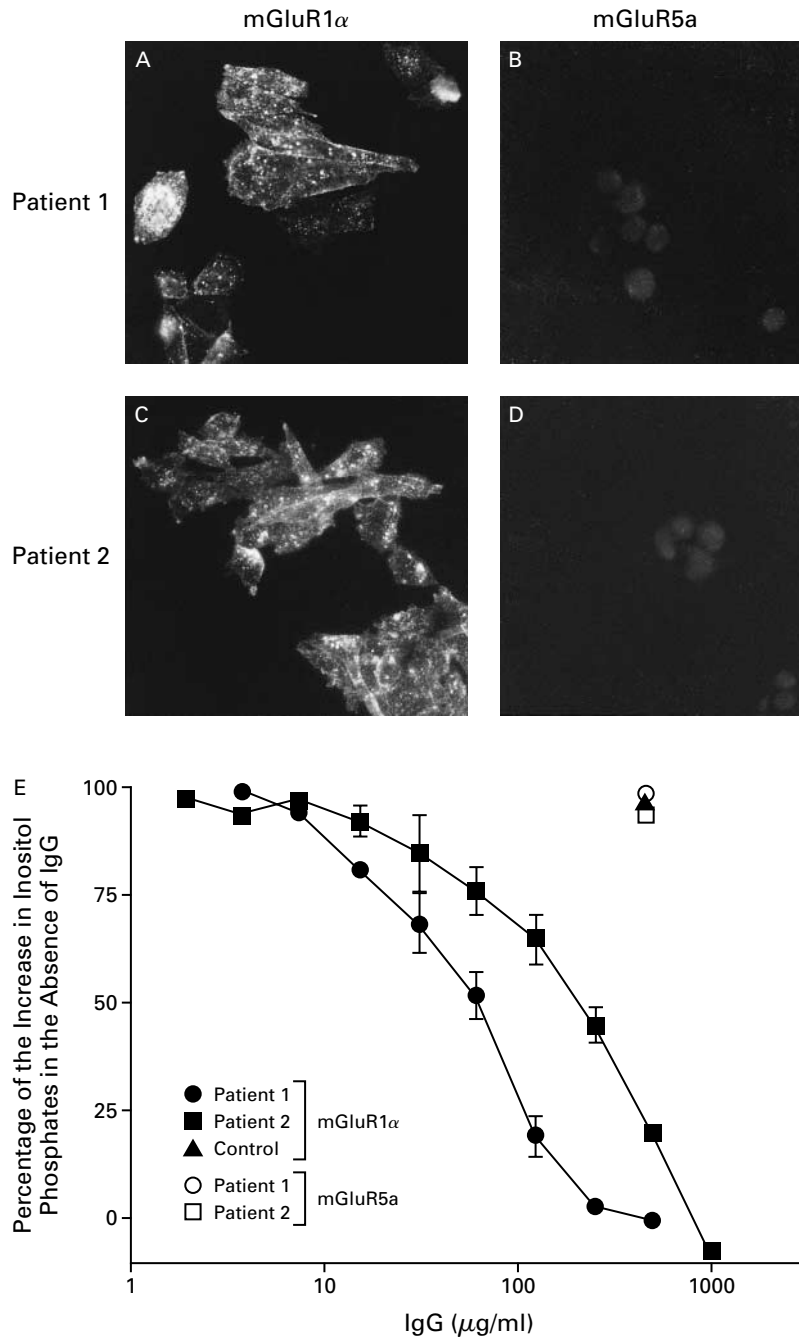 mGluR1α
mGluR5a
A
B
Patient 1
C
D
Patient 2
E
Percentage of the Increase in Inositol
Phosphates in the Absence of IgG
100
75
50
25
0
Patient 1
Patient 2
Control
mGluR1α
Patient 1
Patient 2
mGluR5a
1
10
100
1000
IgG (μg/ml)